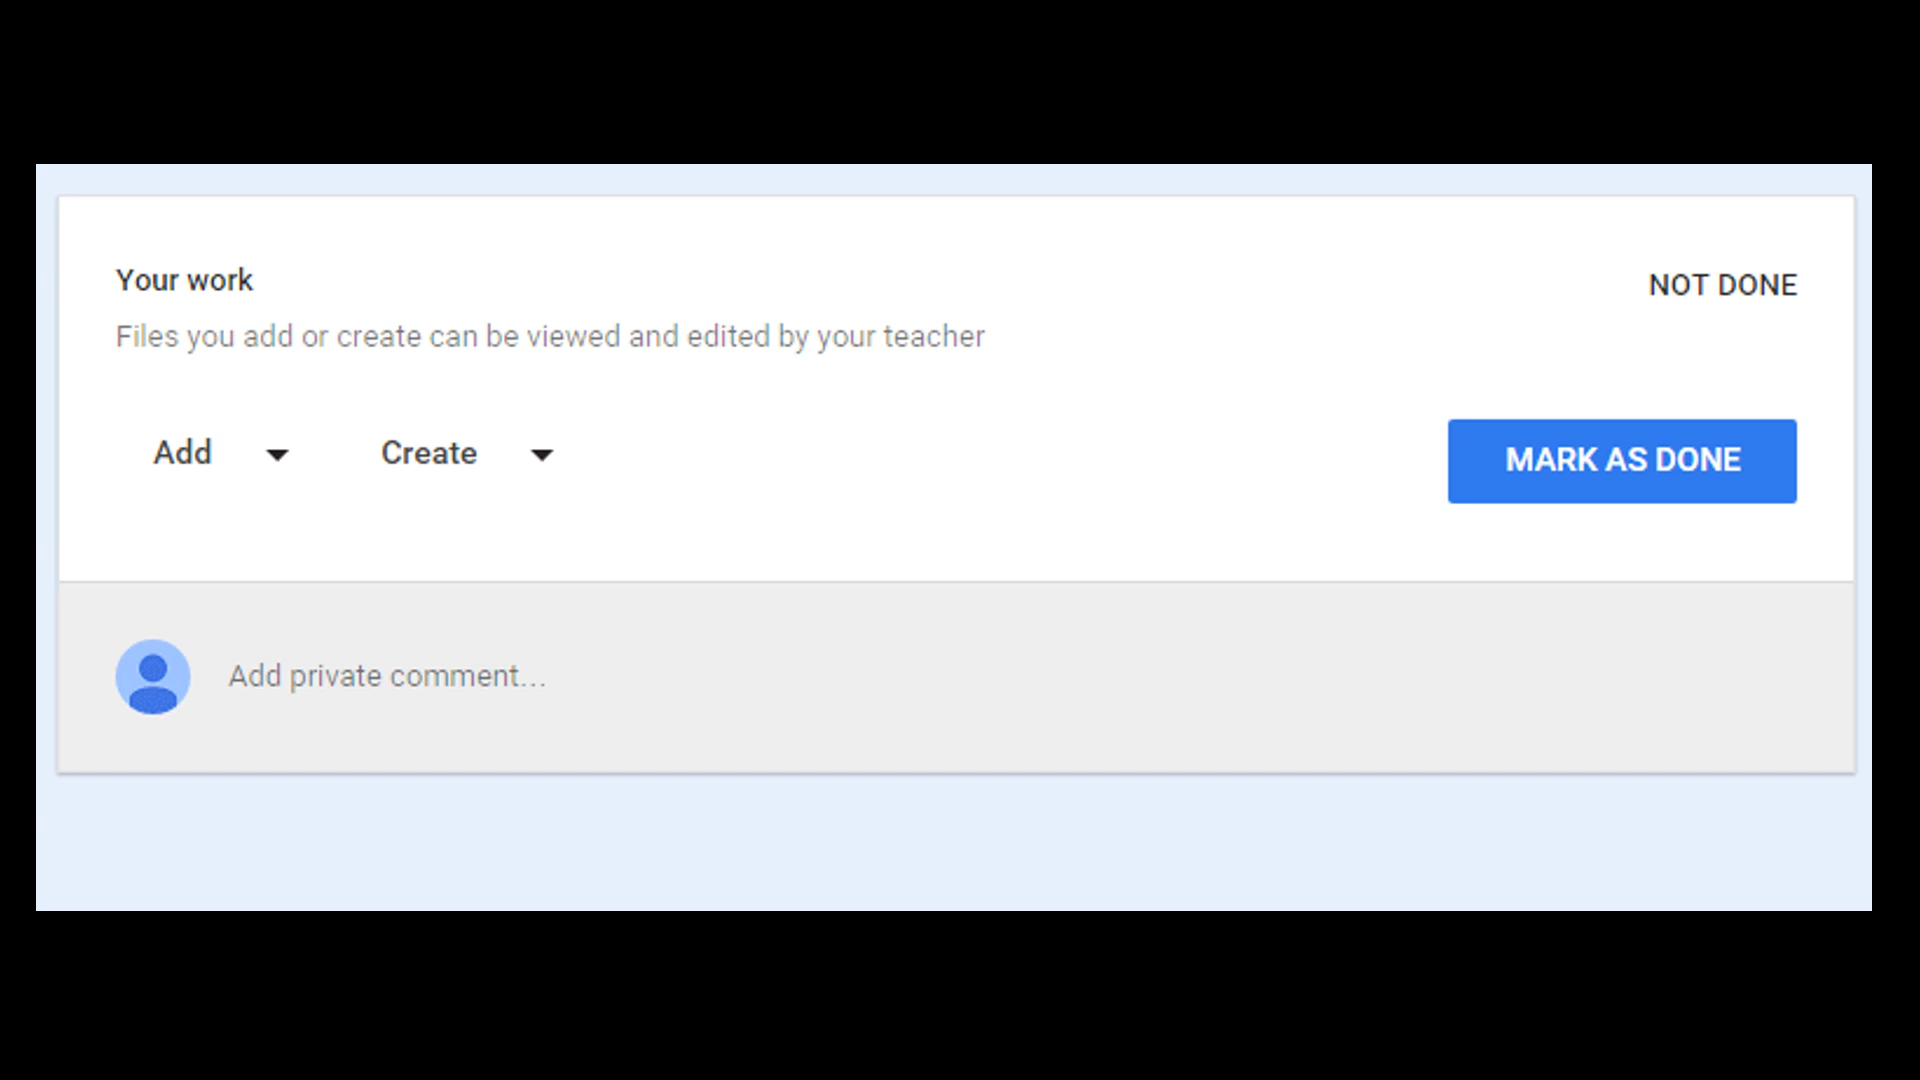 Your work
NOT DONE
Files you add or create can be viewed and edited by your teacher
Add
Create
MARK AS DONE
Add private comment...